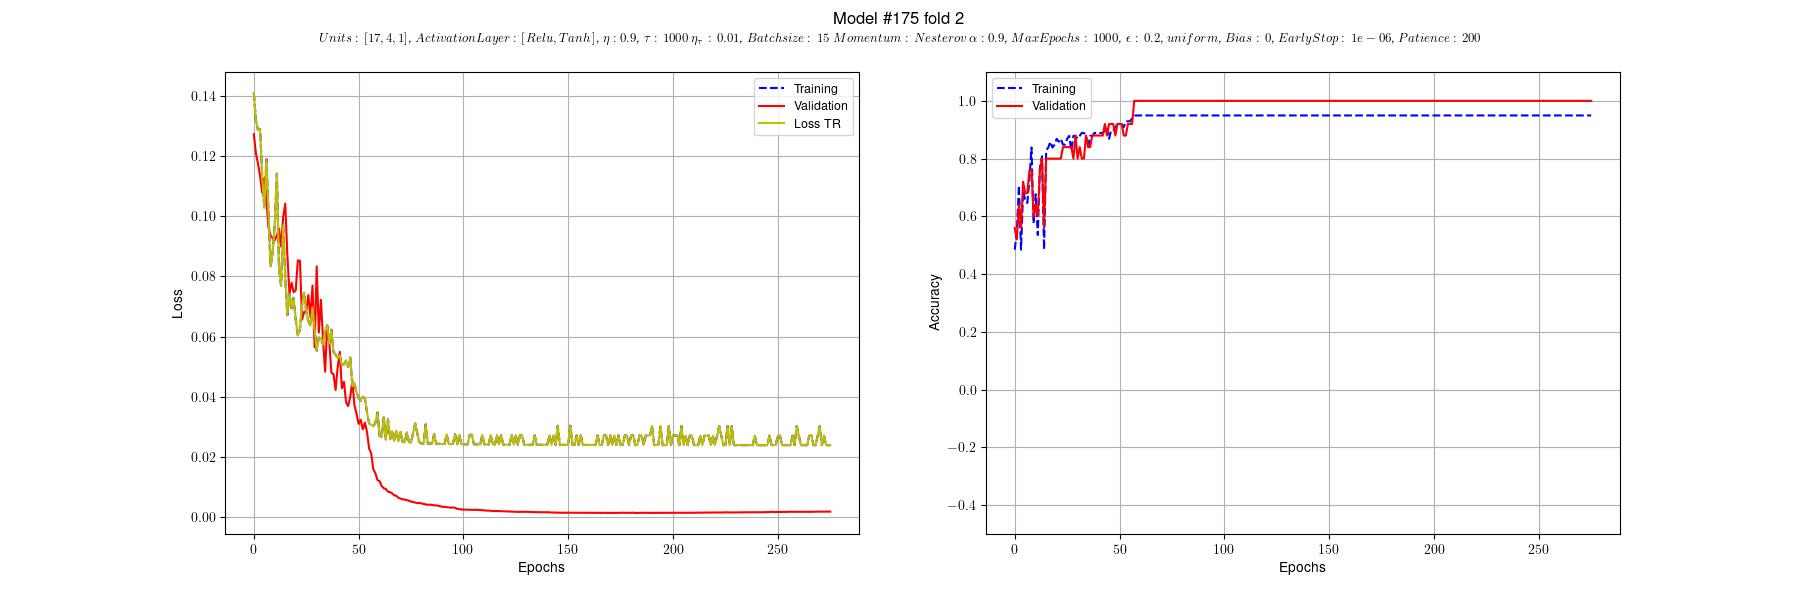 Model #175 fold 2
Units : [17, 4, 1], ActivationLayer : [Relu, Tanh], η : 0.9, τ : 1000 η_τ : 0.01, Batchsize : 15 Momentum : Nesterov α : 0.9, MaxEpochs : 1000, ϵ : 0.2, uniform, Bias : 0, EarlyStop : 1e − 06, Patience : 200
0.14
0.12
0.10
0.08
0.06
0.04
0.02
0.00
Loss
0
50
100
150
200
250
Epochs
Training
Validation
Loss TR
1.0
0.8
0.6
0.4
0.2
0.0
−0.2
−0.4
Accuracy
0
50
100
150
200
250
Epochs
Training
Validation